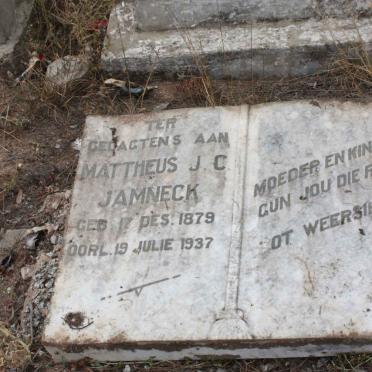 TER
GEDAGTENS AAN
MATTHEUS J C
JAMNECK
GEB. 17 DES. 1879
OORL. 19 JULIE 1937
MOEDER EN KIN
GUN JOU DIE R
OT WEERSI